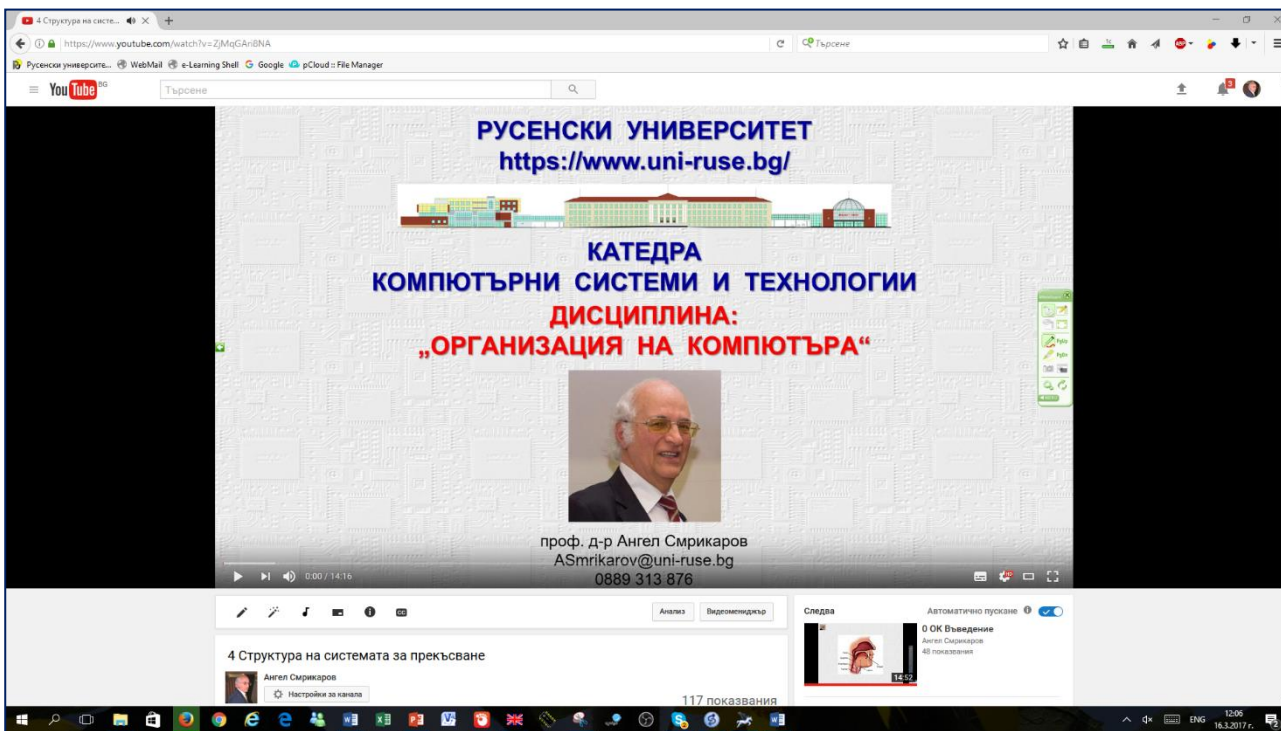 4 Структура на систе...
https://www.youtube.com/watch?v=ZjMqGAriBNA
Търсене
Русенски университе...
WebMail
e-Learning Shell
Google
pCloud :: File Manager
YouTube BG
Търсене
3
РУСЕНСКИ УНИВЕРСИТЕТ
https://www.uni-ruse.bg/
КАТЕДРА
КОМПЮТЪРНИ СИСТЕМИ И ТЕХНОЛОГИИ
ДИСЦИПЛИНА:
„ОРГАНИЗАЦИЯ НА КОМПЮТЪРА“
проф. д-р Ангел Смрикаров
ASmrikarov@uni-ruse.bg
0889 313 876
0:00 / 14:16
Анализ
Видеомениджър
Следва
Автоматично пускане
0 ОК Въведение
Ангел Смрикаров
48 показвания
14:52
4 Структура на системата за прекъсване
Ангел Смрикаров
Настройки за канала
117 показвания
ENG
12:06
16.3.2017 г.